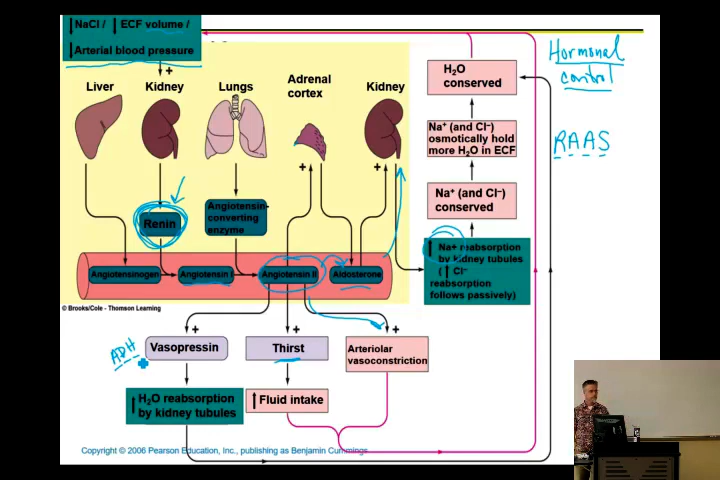 ↓NaCl / ↓ECF volume /
↓Arterial blood pressure
Hormonal
control
RAAS
+
Liver
Kidney
Lungs
Adrenal
cortex
Kidney
H₂O
conserved
Na⁺ (and Cl⁻)
osmotically hold
more H₂O in ECF
+
+
Na⁺ (and Cl⁻)
conserved
Renin
Angiotensin-
converting
enzyme
↑ Na+ reabsorption
by kidney tubules
(↑ Cl⁻
reabsorption
follows passively)
Angiotensinogen
Angiotensin I
Angiotensin II
Aldosterone
© Brooks/Cole - Thomson Learning
+
+
+
ADH
Vasopressin
Thirst
Arteriolar
vasoconstriction
↑ H₂O reabsorption
by kidney tubules
↑ Fluid intake
Copyright © 2006 Pearson Education, Inc., publishing as Benjamin Cummings